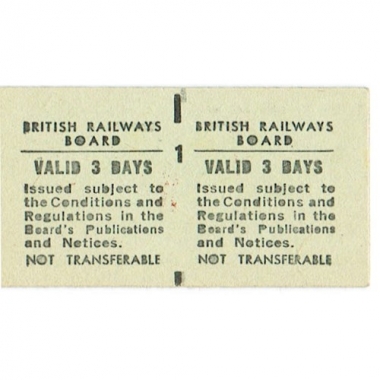 BRITISH RAILWAYS
BOARD
VALID 3 DAYS
Issued subject to
the Conditions and
Regulations in the
Board's Publications
and Notices.
NOT TRANSFERABLE
1
BRITISH RAILWAYS
BOARD
VALID 3 DAYS
Issued subject to
the Conditions and
Regulations in the
Board's Publications
and Notices.
NOT TRANSFERABLE